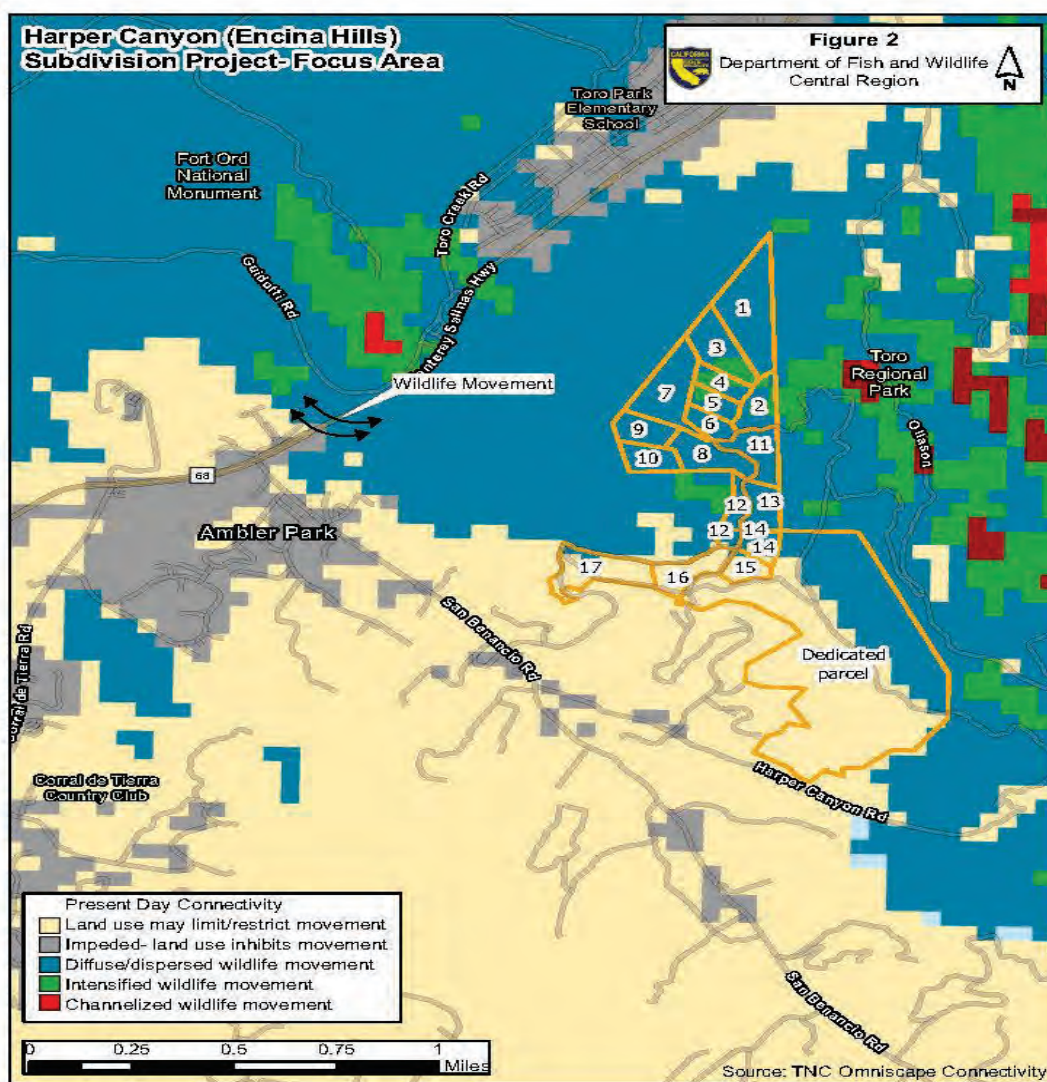 Harper Canyon (Encina Hills)
Subdivision Project- Focus Area
Figure 2
CALIFORNIA
Department of Fish and Wildlife
Central Region
N
Toro Park
Elementary
School
Fort Ord
National
Monument
Toro Creek Rd
Guidotti Rd
Monterey Salinas Hwy
Wildlife Movement
68
Ambler Park
Toro
Regional
Park
Ollason
1
3
4
5
2
7
6
9
11
8
10
12
13
12
14
14
17
16
15
San Benancio Rd
Dedicated
parcel
Corral de Tierra Rd
Corral de Tierra
Country Club
Harper Canyon Rd
San Benancio Rd
Present Day Connectivity
Land use may limit/restrict movement
Impeded- land use inhibits movement
Diffuse/dispersed wildlife movement
Intensified wildlife movement
Channelized wildlife movement
0 0.25 0.5 0.75 1
Miles
Source: TNC Omniscape Connectivity